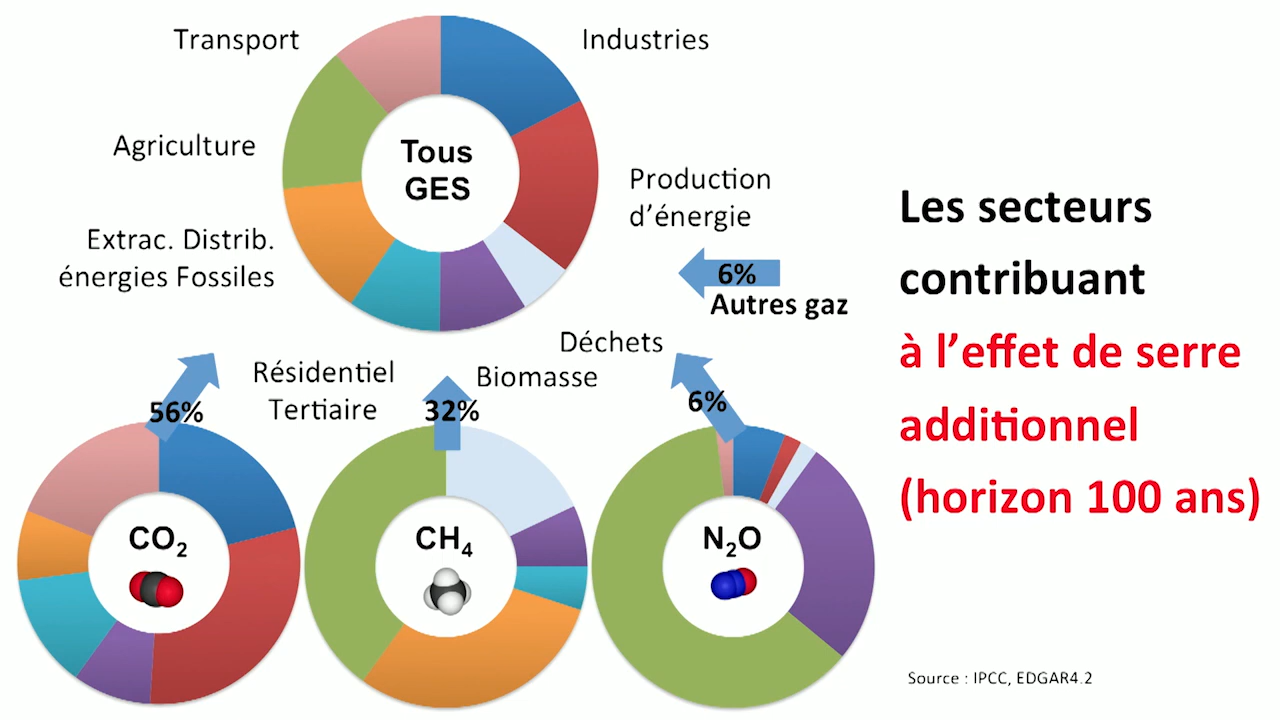 Transport
Industries
Agriculture
Tous
GES
Production
d'énergie
Extrac. Distrib.
énergies Fossiles
6%
Autres gaz
Déchets
Résidentiel
Tertiaire
Biomasse
56%
32%
6%
CO₂
CH₄
N₂O
Les secteurs
contribuant
à l'effet de serre
additionnel
(horizon 100 ans)
Source : IPCC, EDGAR4.2